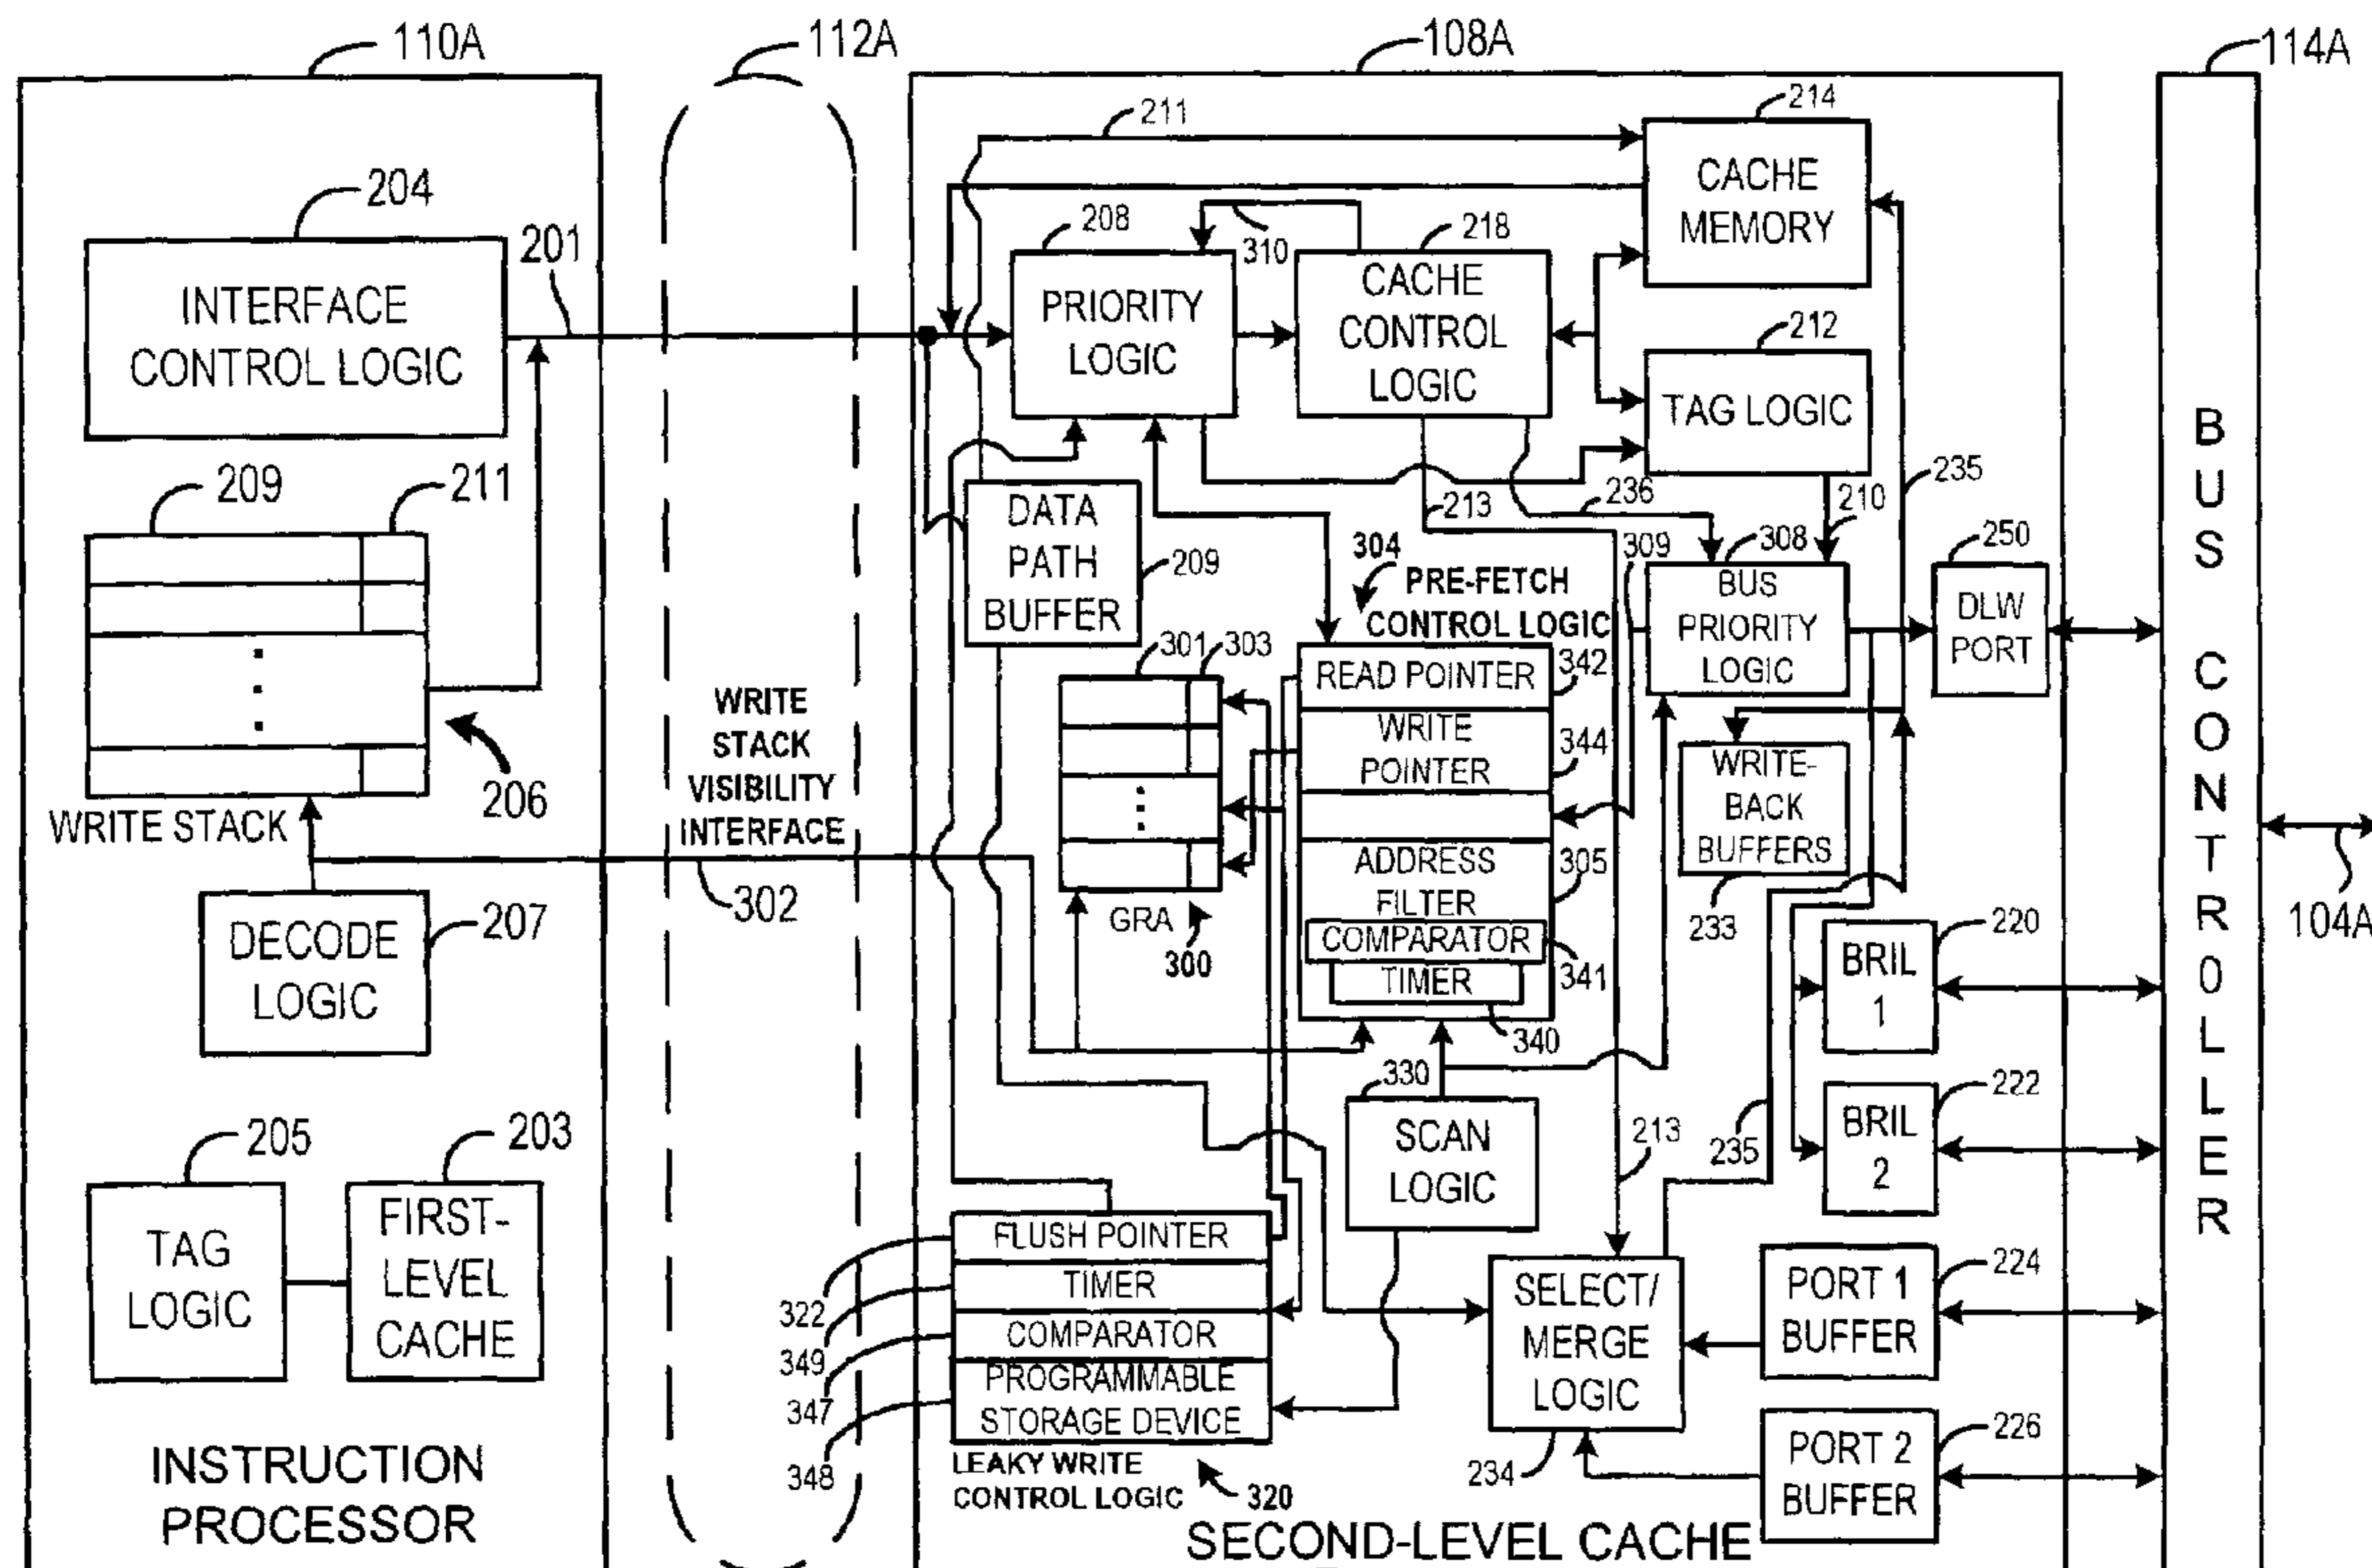 110A
112A
108A
114A
211
214
CACHE
MEMORY
204
201
208
310
218
INTERFACE
CONTROL LOGIC
PRIORITY
LOGIC
CACHE
CONTROL
LOGIC
212
TAG LOGIC
209
211
WRITE STACK
206
DATA
PATH
BUFFER
209
213
236
210
235
304
PRE-FETCH
CONTROL LOGIC
309
308
BUS
PRIORITY
LOGIC
250
DLW
PORT
BUS CONTROLLER
104A
WRITE
STACK
VISIBILITY
INTERFACE
302
301
303
GRA
300
READ POINTER
342
WRITE
POINTER
344
ADDRESS
FILTER
305
COMPARATOR
341
TIMER
340
WRITE-
BACK
BUFFERS
233
DECODE
LOGIC
207
BRIL
1
220
BRIL
2
222
330
SCAN
LOGIC
213
235
205
TAG
LOGIC
203
FIRST-
LEVEL
CACHE
FLUSH POINTER
322
TIMER
349
COMPARATOR
347
PROGRAMMABLE
STORAGE DEVICE
348
LEAKY WRITE
CONTROL LOGIC
320
SELECT/
MERGE
LOGIC
234
PORT 1
BUFFER
224
PORT 2
BUFFER
226
INSTRUCTION
PROCESSOR
SECOND-LEVEL CACHE